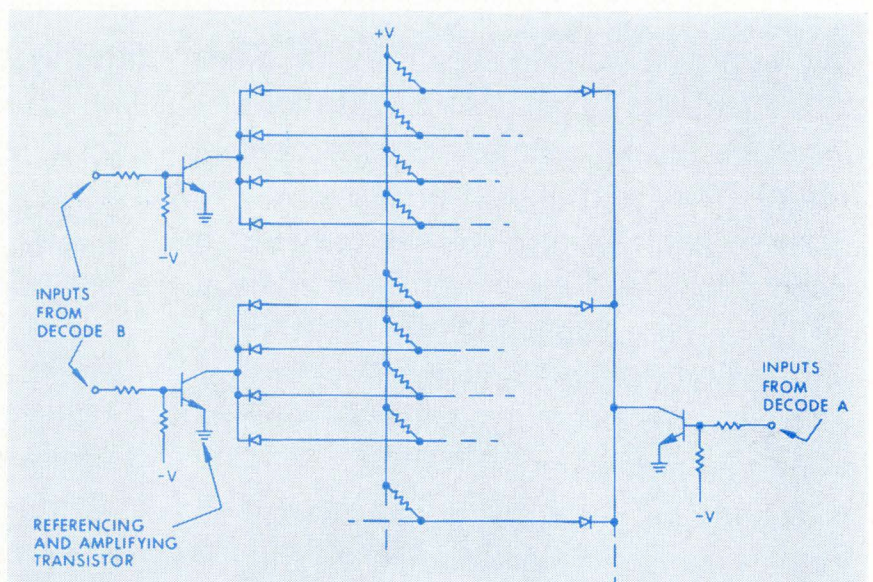 +V
-V
INPUTS
FROM
DECODE B
INPUTS
FROM
DECODE A
-V
-V
REFERENCING
AND AMPLIFYING
TRANSISTOR